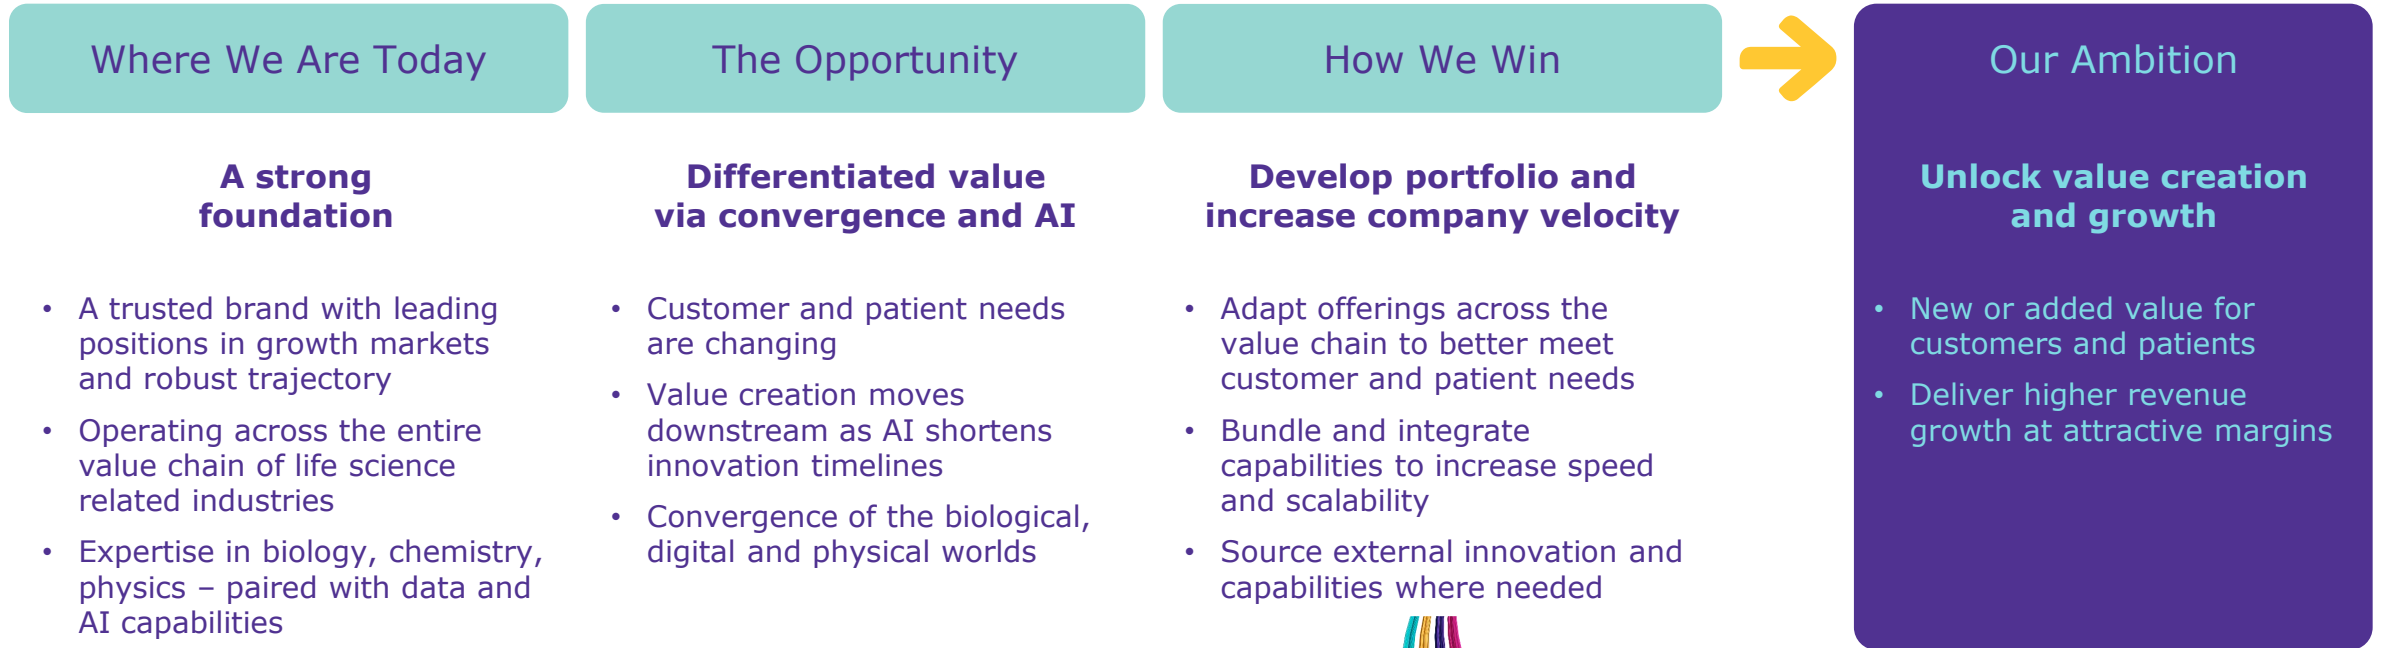 Where We Are Today
A strong
foundation
• A trusted brand with leading
positions in growth markets
and robust trajectory
• Operating across the entire
value chain of life science
related industries
• Expertise in biology, chemistry,
physics – paired with data and
AI capabilities
The Opportunity
Differentiated value
via convergence and AI
• Customer and patient needs
are changing
• Value creation moves
downstream as AI shortens
innovation timelines
• Convergence of the biological,
digital and physical worlds
How We Win
Develop portfolio and
increase company velocity
• Adapt offerings across the
value chain to better meet
customer and patient needs
• Bundle and integrate
capabilities to increase speed
and scalability
• Source external innovation and
capabilities where needed
Our Ambition
Unlock value creation
and growth
• New or added value for
customers and patients
• Deliver higher revenue
growth at attractive margins